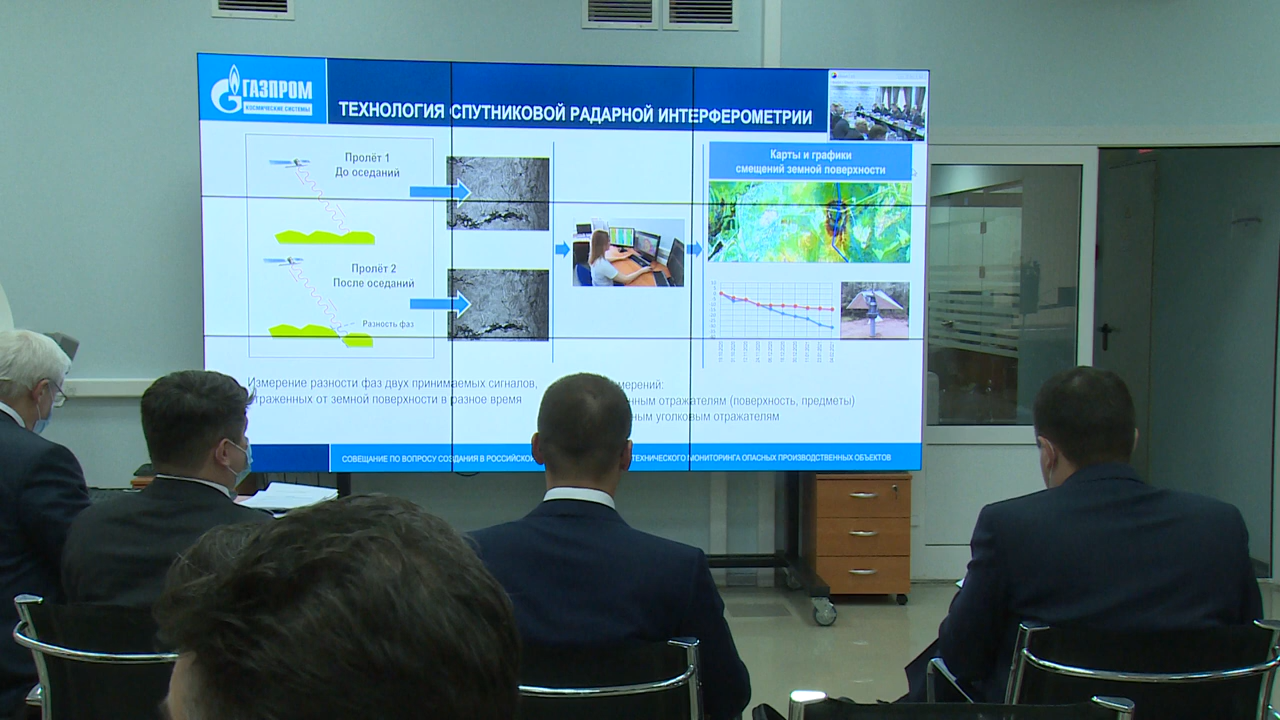 ГАЗПРОМ
КОСМИЧЕСКИЕ СИСТЕМЫ
ТЕХНОЛОГИЯ СПУТНИКОВОЙ РАДАРНОЙ ИНТЕРФЕРОМЕТРИИ
Пролёт 1
До оседаний
Пролёт 2
После оседаний
Разность фаз
Карты и графики
смещений земной поверхности
Измерение разности фаз двух принимаемых сигналов,
траженных от земной поверхности в разное время
мерений:
нным отражателям (поверхность, предметы)
ным уголковым отражателям
СОВЕЩАНИЕ ПО ВОПРОСУ СОЗДАНИЯ В РОССИЙСКОЙ ТЕХНИЧЕСКОГО МОНИТОРИНГА ОПАСНЫХ ПРОИЗВОДСТВЕННЫХ ОБЪЕКТОВ